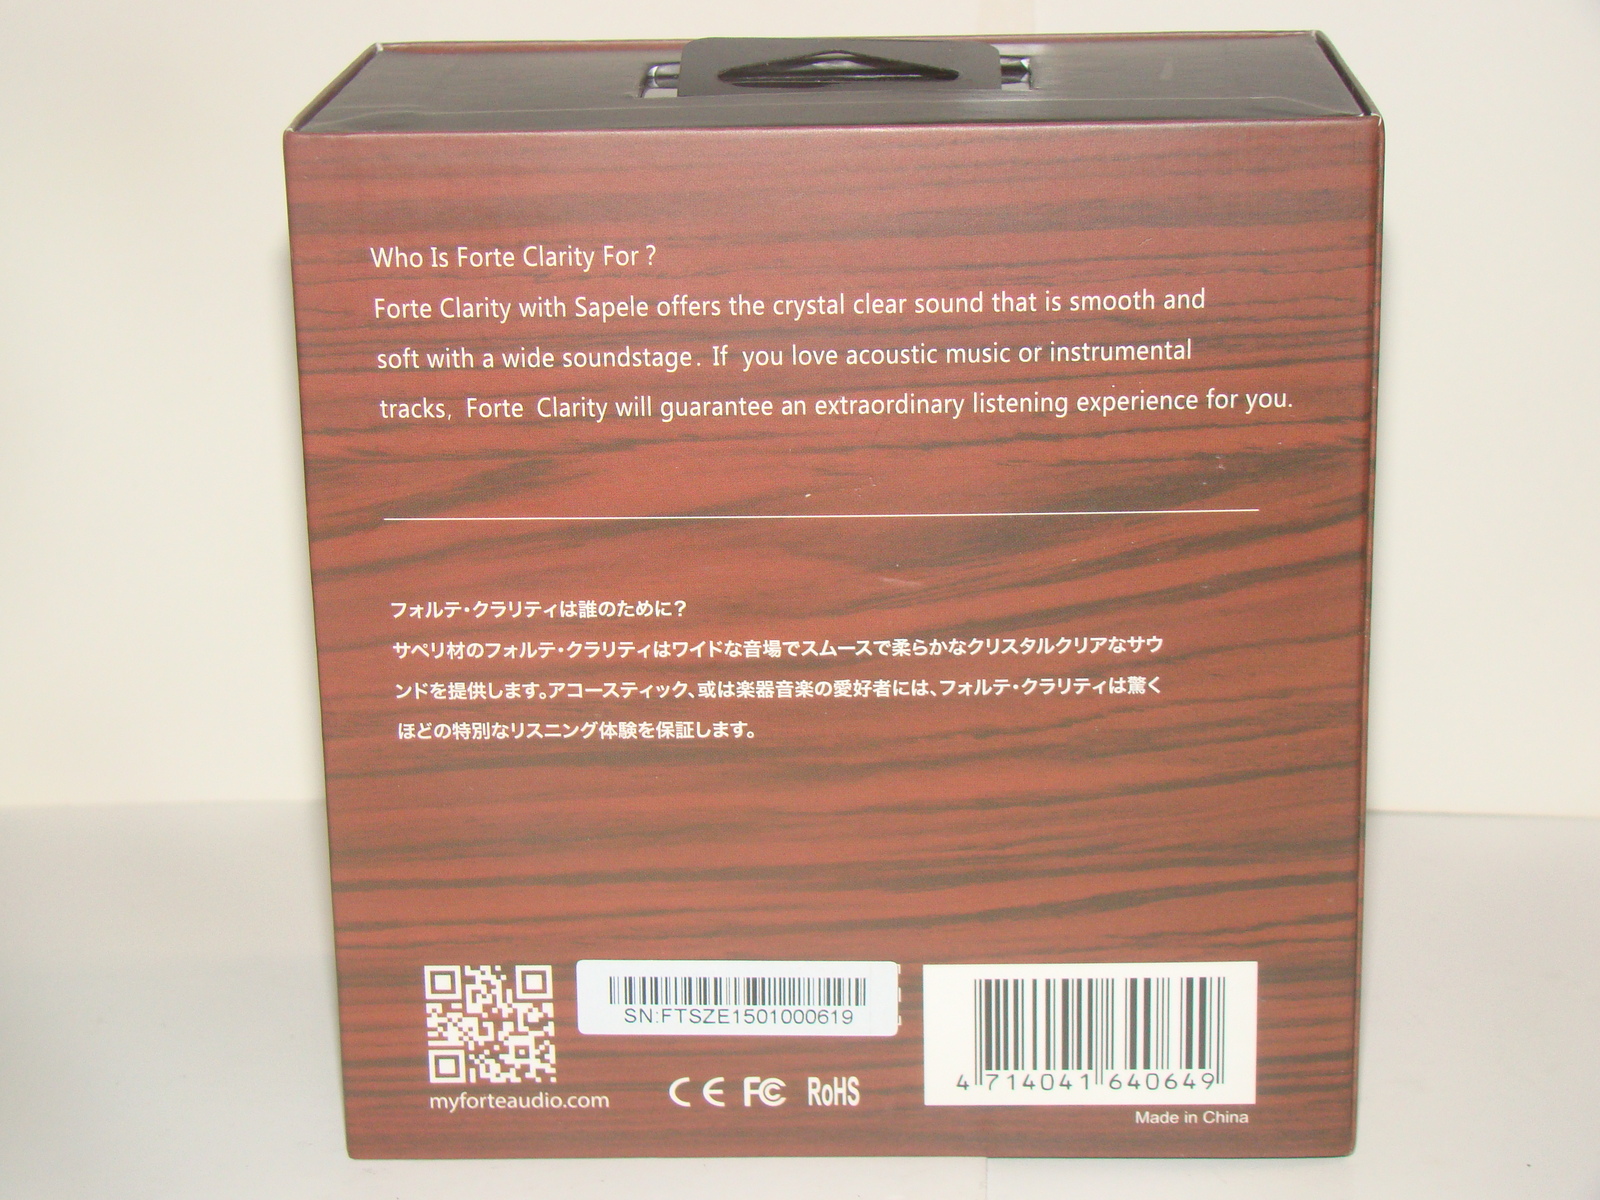 Who Is Forte Clarity For ?
Forte Clarity with Sapele offers the crystal clear sound that is smooth and
soft with a wide soundstage. If you love acoustic music or instrumental
tracks, Forte Clarity will guarantee an extraordinary listening experience for you.
フォルテ・クラリティは誰のために？
サペリ材のフォルテ・クラリティはワイドな音場でスムースで柔らかなクリスタルクリアなサウ
ンドを提供します。アコースティック、或は楽器音楽の愛好者には、フォルテ・クラリティは驚く
ほどの特別なリスニング体験を保証します。
SN:FTSZE1501000619
myforteaudio.com
CE FC RoHS
4 714041 640649
Made in China